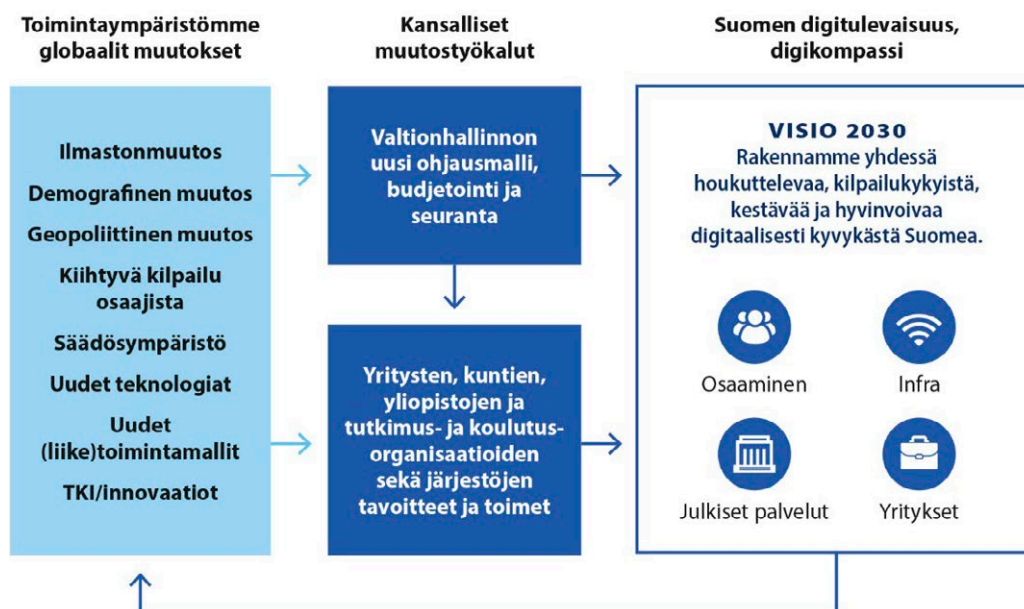 Toimintaympäristömme
globaalit muutokset
Ilmastonmuutos
Demografinen muutos
Geopoliittinen muutos
Kiihtyvä kilpailu
osaajista
Säädösympäristö
Uudet teknologiat
Uudet
(liike)toimintamallit
TKI/innovaatiot
Kansalliset
muutostyökalut
Valtionhallinnon
uusi ohjausmalli,
budjetointi ja
seuranta
Yritysten, kuntien,
yliopistojen ja
tutkimus- ja koulutus-
organisaatioiden
sekä järjestöjen
tavoitteet ja toimet
Suomen digitulevaisuus,
digikompassi
VISIO 2030
Rakennamme yhdessä
houkuttelevaa, kilpailukykyistä,
kestävää ja hyvinvoivaa
digitaalisesti kyvykästä Suomea.
Osaaminen
Infra
Julkiset palvelut
Yritykset